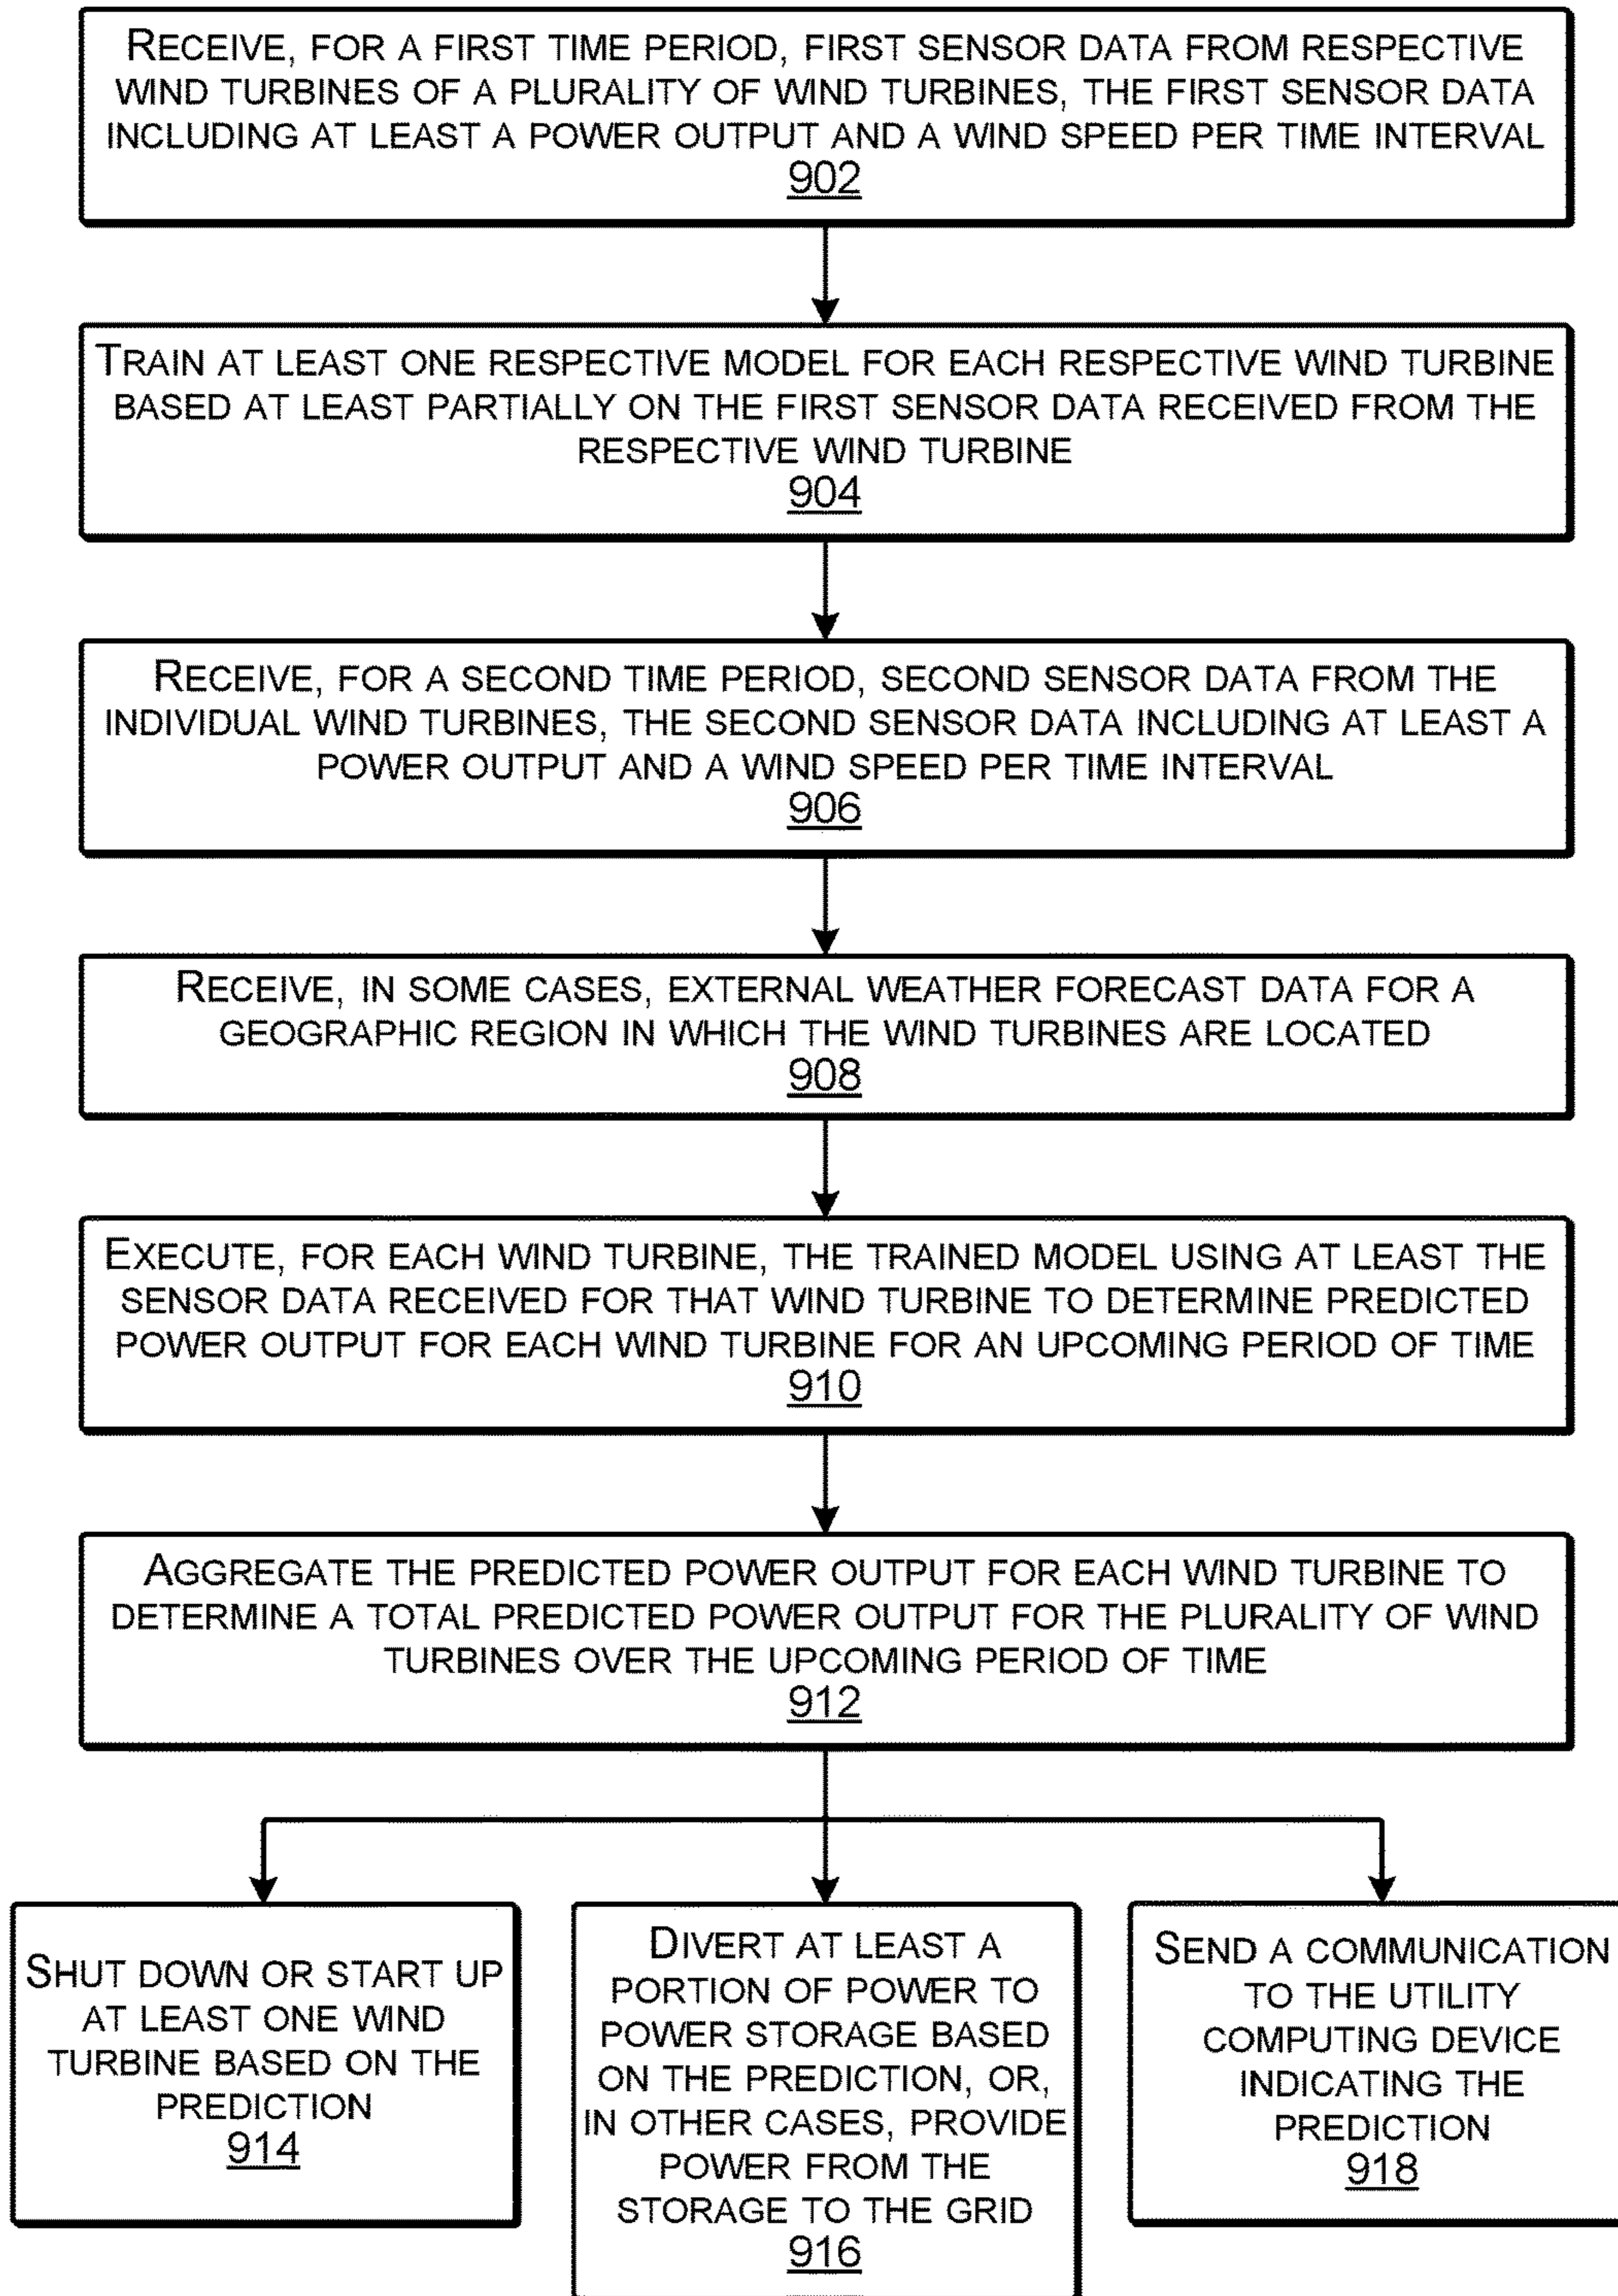 RECEIVE, FOR A FIRST TIME PERIOD, FIRST SENSOR DATA FROM RESPECTIVE
WIND TURBINES OF A PLURALITY OF WIND TURBINES, THE FIRST SENSOR DATA
INCLUDING AT LEAST A POWER OUTPUT AND A WIND SPEED PER TIME INTERVAL
902
TRAIN AT LEAST ONE RESPECTIVE MODEL FOR EACH RESPECTIVE WIND TURBINE
BASED AT LEAST PARTIALLY ON THE FIRST SENSOR DATA RECEIVED FROM THE
RESPECTIVE WIND TURBINE
904
RECEIVE, FOR A SECOND TIME PERIOD, SECOND SENSOR DATA FROM THE
INDIVIDUAL WIND TURBINES, THE SECOND SENSOR DATA INCLUDING AT LEAST A
POWER OUTPUT AND A WIND SPEED PER TIME INTERVAL
906
RECEIVE, IN SOME CASES, EXTERNAL WEATHER FORECAST DATA FOR A
GEOGRAPHIC REGION IN WHICH THE WIND TURBINES ARE LOCATED
908
EXECUTE, FOR EACH WIND TURBINE, THE TRAINED MODEL USING AT LEAST THE
SENSOR DATA RECEIVED FOR THAT WIND TURBINE TO DETERMINE PREDICTED
POWER OUTPUT FOR EACH WIND TURBINE FOR AN UPCOMING PERIOD OF TIME
910
AGGREGATE THE PREDICTED POWER OUTPUT FOR EACH WIND TURBINE TO
DETERMINE A TOTAL PREDICTED POWER OUTPUT FOR THE PLURALITY OF WIND
TURBINES OVER THE UPCOMING PERIOD OF TIME
912
SHUT DOWN OR START UP
AT LEAST ONE WIND
TURBINE BASED ON THE
PREDICTION
914
DIVERT AT LEAST A
PORTION OF POWER TO
POWER STORAGE BASED
ON THE PREDICTION, OR,
IN OTHER CASES, PROVIDE
POWER FROM THE
STORAGE TO THE GRID
916
SEND A COMMUNICATION
TO THE UTILITY
COMPUTING DEVICE
INDICATING THE
PREDICTION
918